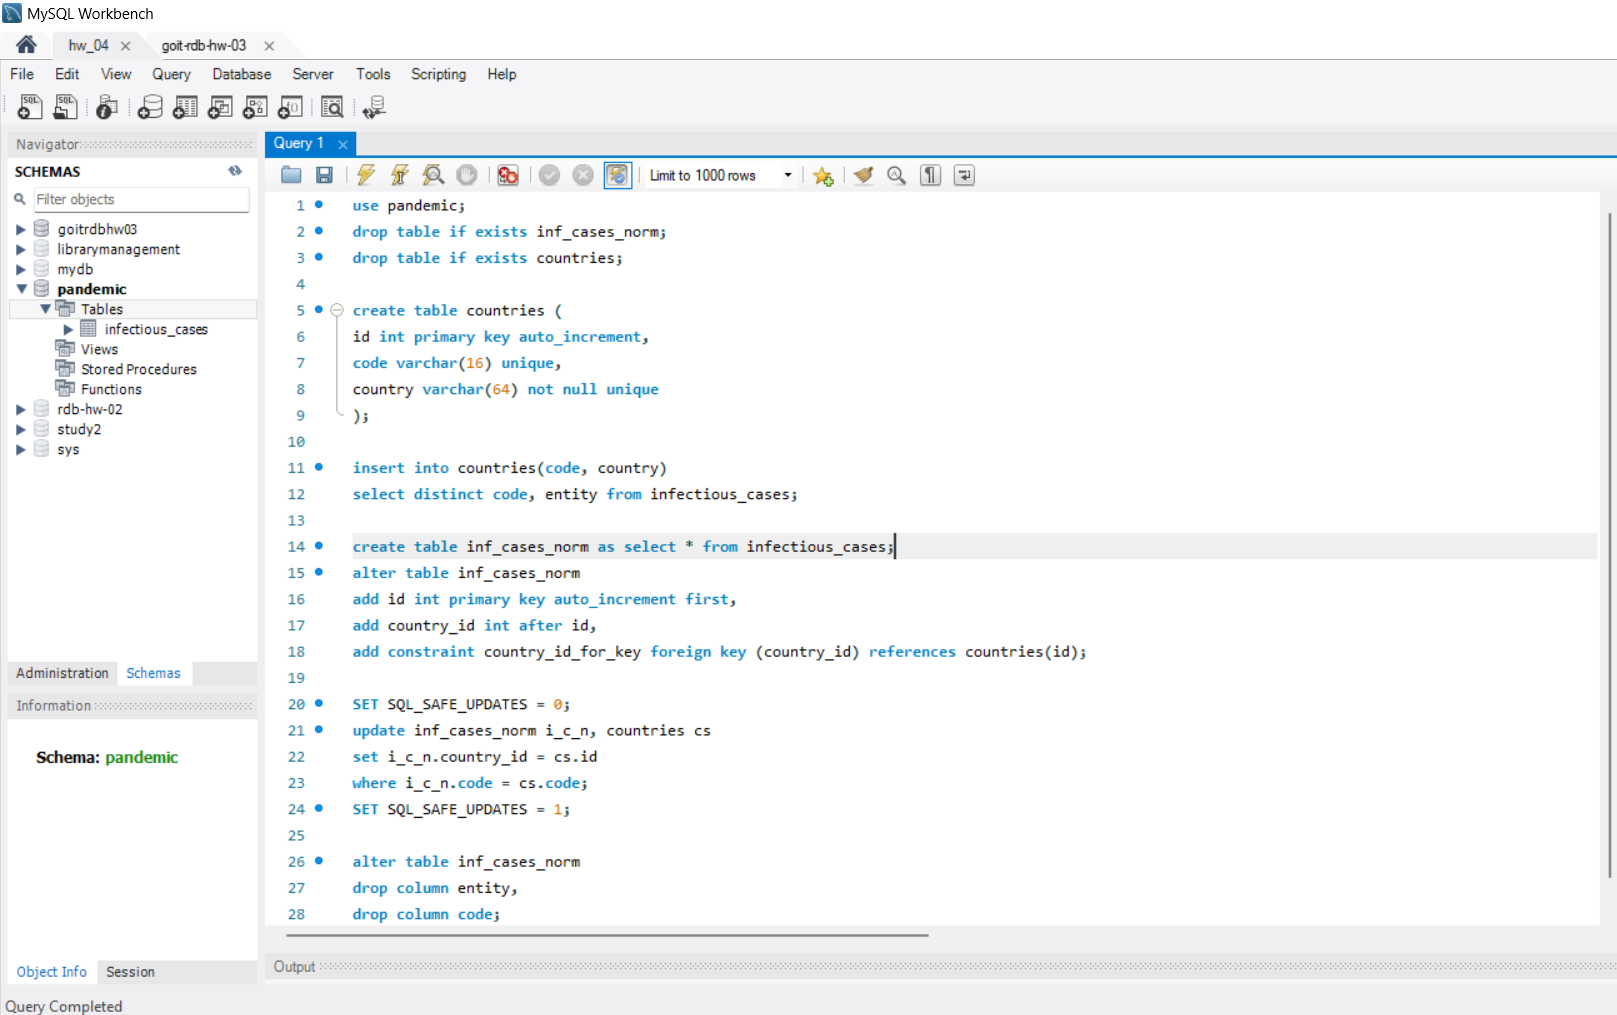 MySQL Workbench
hw_04
goit-rdb-hw-03
File Edit View Query Database Server Tools Scripting Help
Navigator
SCHEMAS
Filter objects
goitrdbhw03
librarymanagement
mydb
pandemic
Tables
infectious_cases
Views
Stored Procedures
Functions
rdb-hw-02
study2
sys
Administration Schemas
Information
Schema: pandemic
Object Info Session
Query 1
Limit to 1000 rows
1 use pandemic;
2 drop table if exists inf_cases_norm;
3 drop table if exists countries;
4
5 create table countries (
6 id int primary key auto_increment,
7 code varchar(16) unique,
8 country varchar(64) not null unique
9 );
10
11 insert into countries(code, country)
12 select distinct code, entity from infectious_cases;
13
14 create table inf_cases_norm as select * from infectious_cases;
15 alter table inf_cases_norm
16 add id int primary key auto_increment first,
17 add country_id int after id,
18 add constraint country_id_for_key foreign key (country_id) references countries(id);
19
20 SET SQL_SAFE_UPDATES = 0;
21 update inf_cases_norm i_c_n, countries cs
22 set i_c_n.country_id = cs.id
23 where i_c_n.code = cs.code;
24 SET SQL_SAFE_UPDATES = 1;
25
26 alter table inf_cases_norm
27 drop column entity,
28 drop column code;
Output
Query Completed